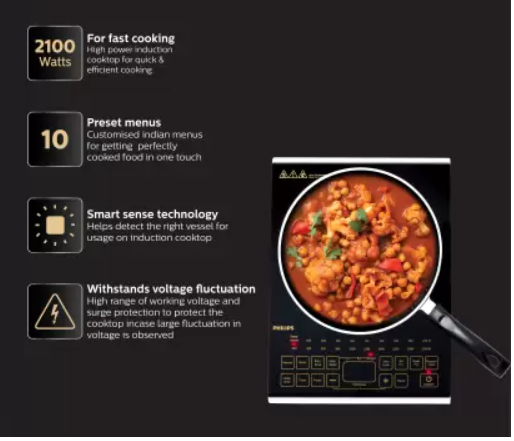 2100
Watts
For fast cooking
High power induction
cooktop for quick &
efficient cooking
10
Preset menus
Customised indian menus
for getting perfectly
cooked food in one touch
Smart sense technology
Helps detect the right vessel for
usage on induction cooktop
Withstands voltage fluctuation
High range of working voltage and
surge protection to protect the
cooktop incase large fluctuation in
voltage is observed
PHILIPS